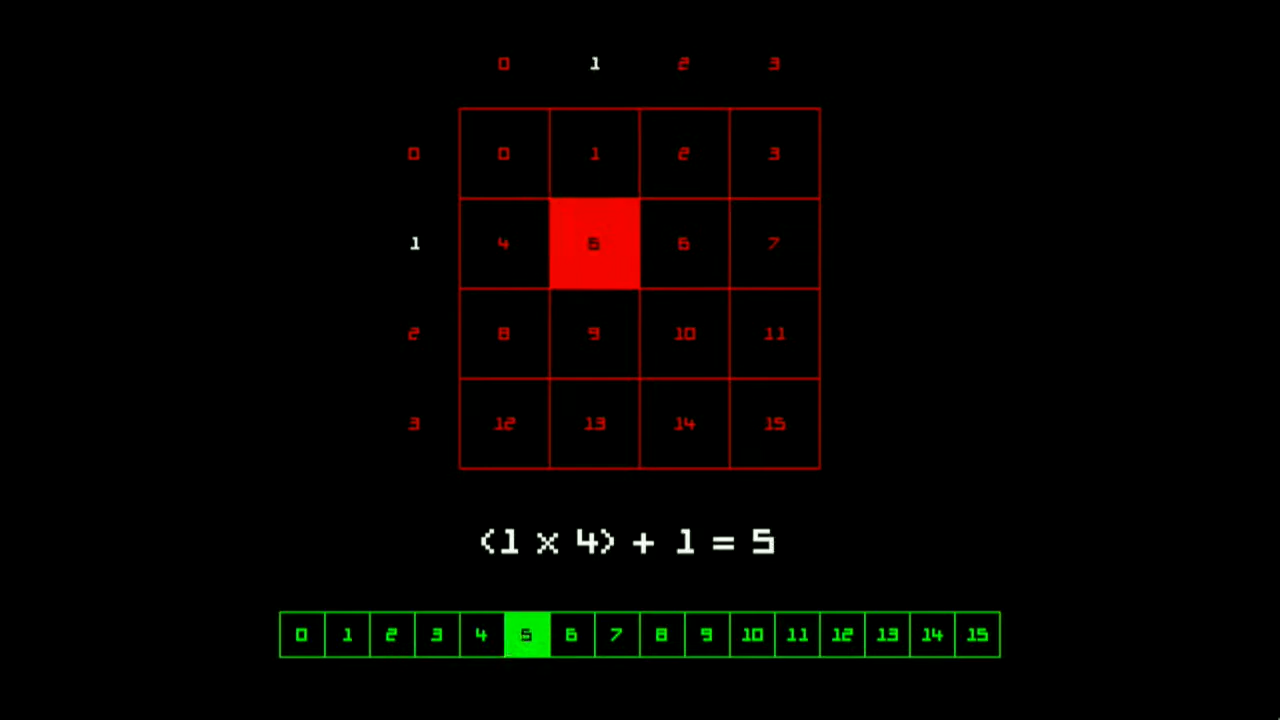 0 1 2 3
0 0 1 2 3
1 4 5 6 7
2 8 9 10 11
3 12 13 14 15
(1 x 4) + 1 = 5
0 1 2 3 4 5 6 7 8 9 10 11 12 13 14 15